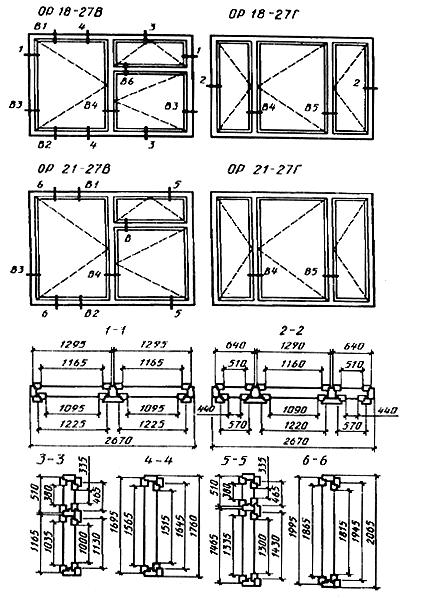 ОР 18-27В ОР 18-27Г
В1 4 3
1 1
В6 2 2
В3 В4 В3 В4 В5
В2 4 3
ОР 21-27В ОР 21-27Г
6 В1 5
В
В3 В4 В4 В5
6 В2 5
1-1 2-2
1295 1295 640 1290 640
1165 1165 510 1160 510
1095 1095 440 1090 440
1225 1225 570 1220 570
2670 2670
3-3 4-4 5-5 6-6
510 380 335 465 510 380 335 465
1165 1035 1000 1130 1695 1565 1515 1645 1760 1465 1335 1300 1430 1995 1865 1815 1945 2065